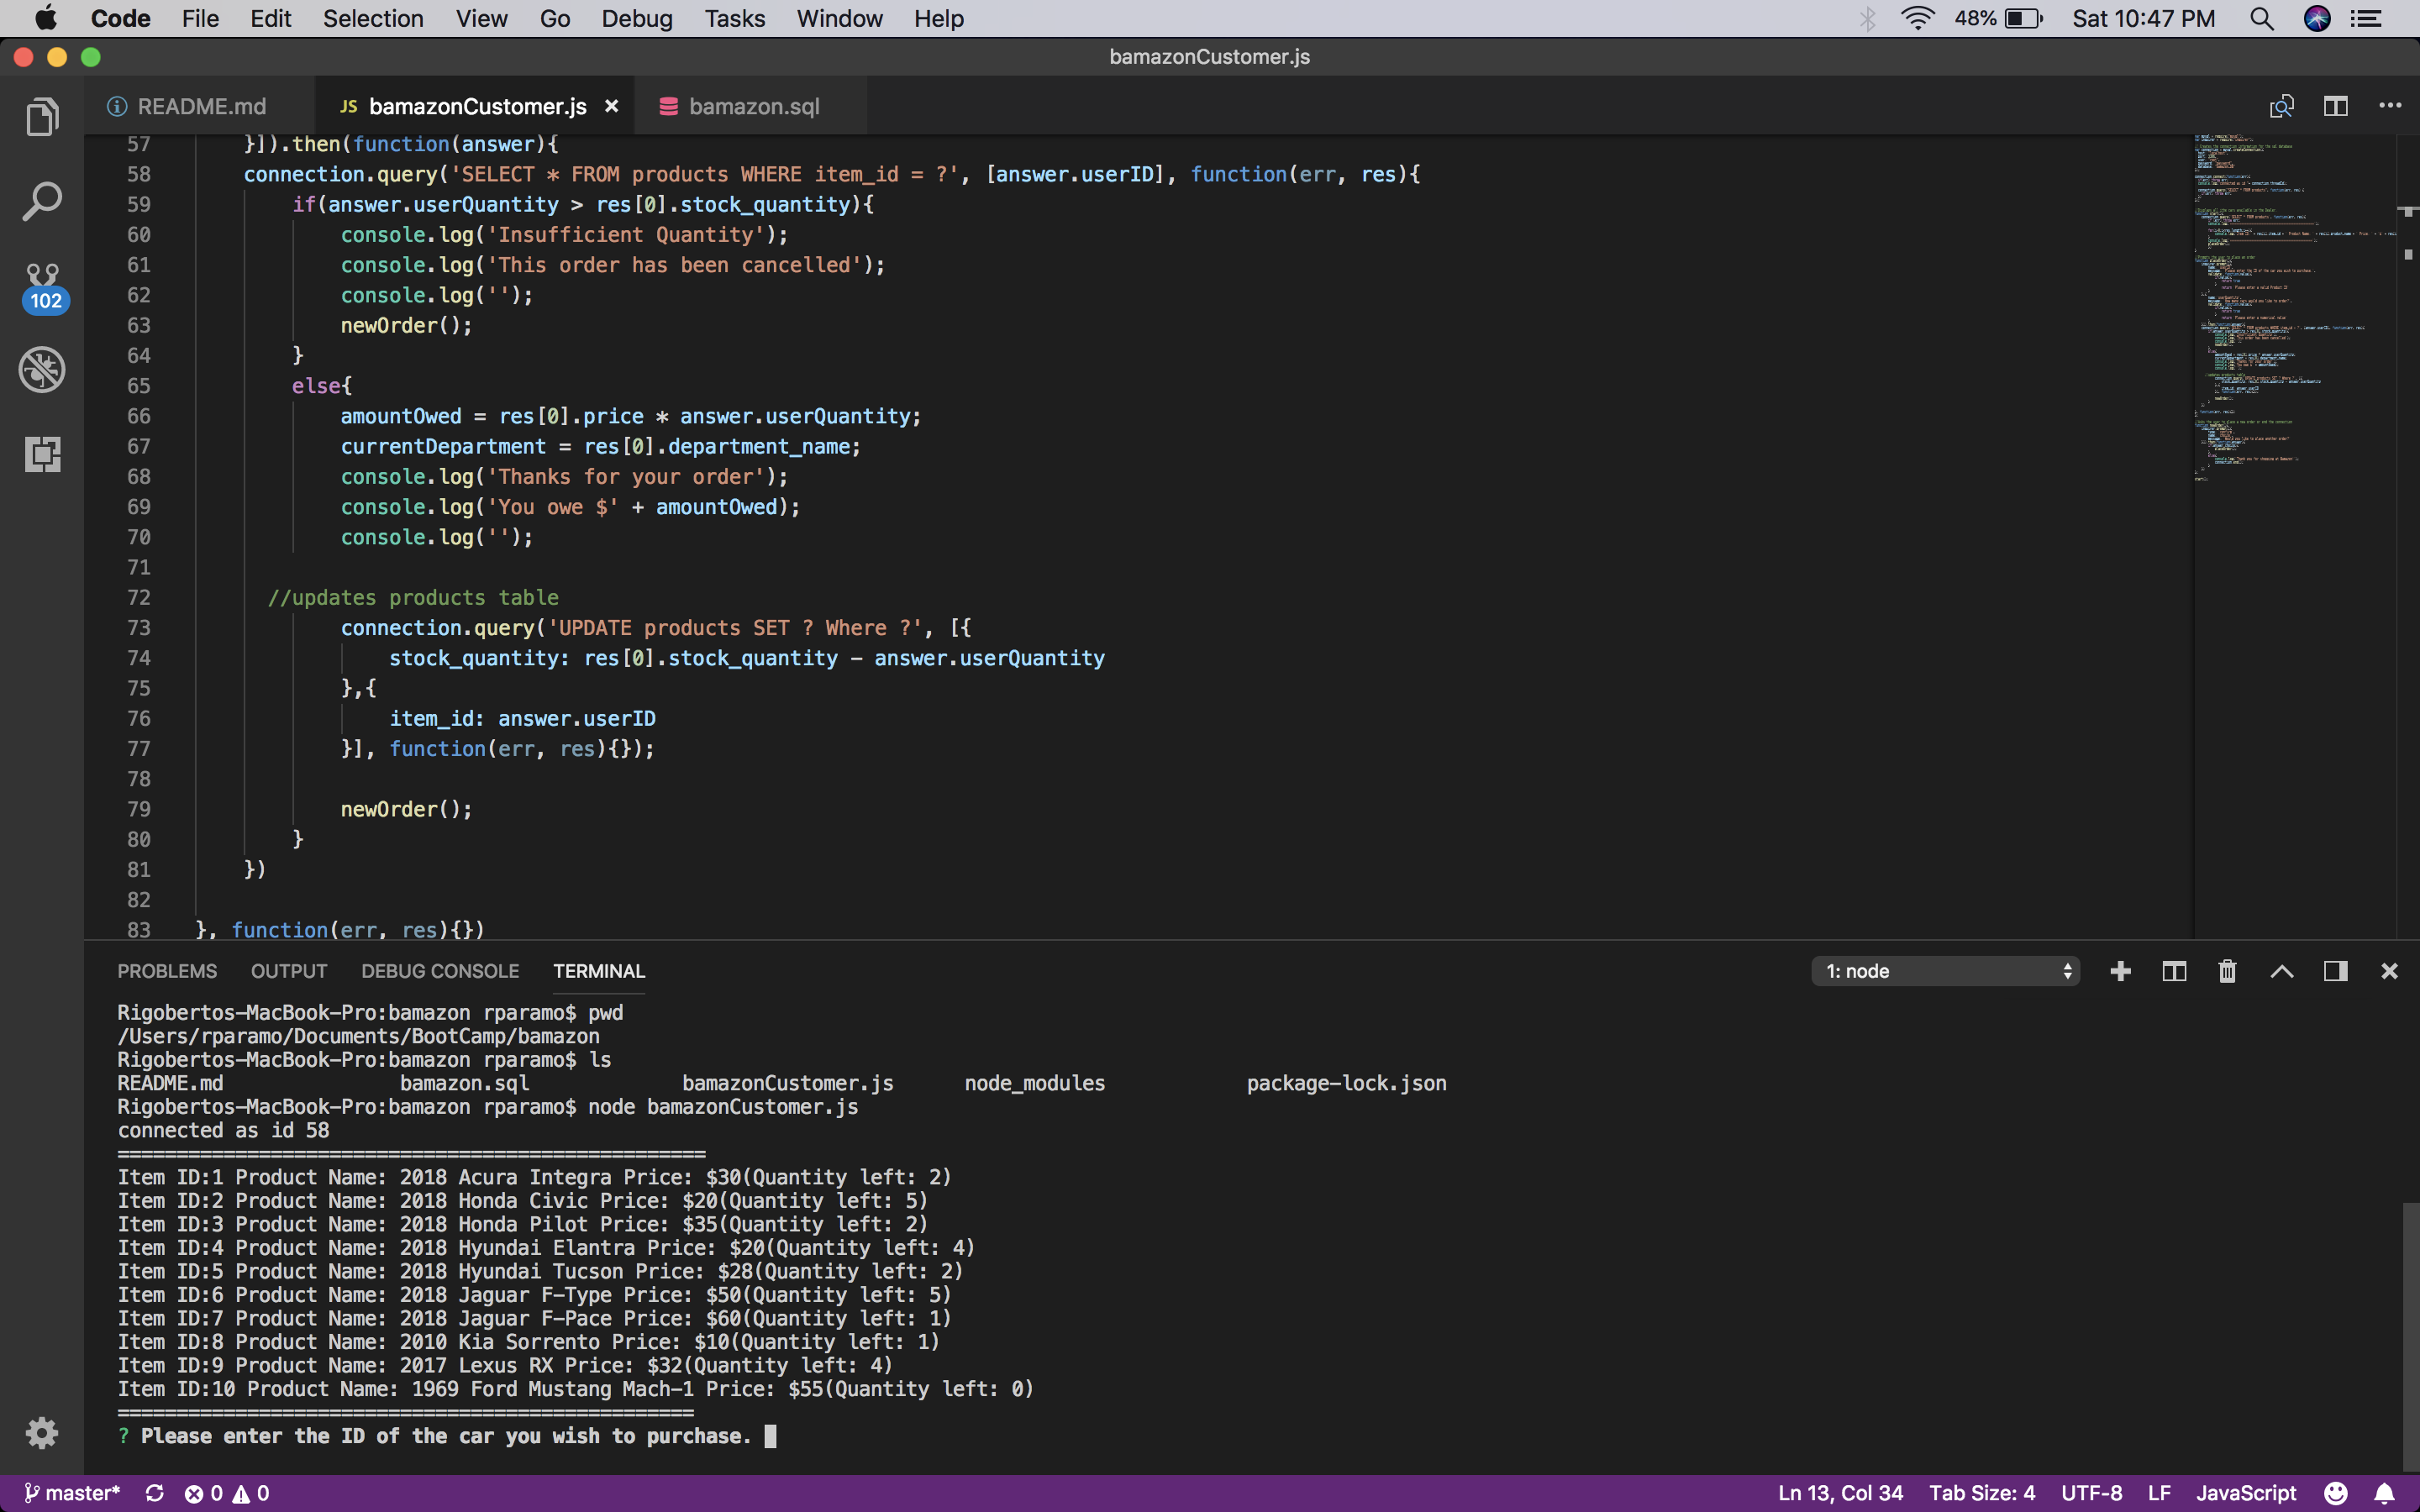 Code File Edit Selection View Go Debug Tasks Window Help 48% Sat 10:47 PM
bamazonCustomer.js
README.md JS bamazonCustomer.js × bamazon.sql
57 }]).then(function(answer){
58 connection.query('SELECT * FROM products WHERE item_id = ?', [answer.userID], function(err, res){
59 if(answer.userQuantity > res[0].stock_quantity){
60 console.log('Insufficient Quantity');
61 console.log('This order has been cancelled');
62 console.log('');
63 newOrder();
64 }
65 else{
66 amountOwed = res[0].price * answer.userQuantity;
67 currentDepartment = res[0].department_name;
68 console.log('Thanks for your order');
69 console.log('You owe $' + amountOwed);
70 console.log('');
71
72 //updates products table
73 connection.query('UPDATE products SET ? Where ?', [{
74 stock_quantity: res[0].stock_quantity - answer.userQuantity
75 },{
76 item_id: answer.userID
77 }], function(err, res){});
78
79 newOrder();
80 }
81 })
82
83 }, function(err, res){})
102
PROBLEMS OUTPUT DEBUG CONSOLE TERMINAL 1: node
Rigobertos-MacBook-Pro:bamazon rparamo$ pwd
/Users/rparamo/Documents/BootCamp/bamazon
Rigobertos-MacBook-Pro:bamazon rparamo$ ls
README.md bamazon.sql bamazonCustomer.js node_modules package-lock.json
Rigobertos-MacBook-Pro:bamazon rparamo$ node bamazonCustomer.js
connected as id 58
==================================================
Item ID:1 Product Name: 2018 Acura Integra Price: $30(Quantity left: 2)
Item ID:2 Product Name: 2018 Honda Civic Price: $20(Quantity left: 5)
Item ID:3 Product Name: 2018 Honda Pilot Price: $35(Quantity left: 2)
Item ID:4 Product Name: 2018 Hyundai Elantra Price: $20(Quantity left: 4)
Item ID:5 Product Name: 2018 Hyundai Tucson Price: $28(Quantity left: 2)
Item ID:6 Product Name: 2018 Jaguar F-Type Price: $50(Quantity left: 5)
Item ID:7 Product Name: 2018 Jaguar F-Pace Price: $60(Quantity left: 1)
Item ID:8 Product Name: 2010 Kia Sorrento Price: $10(Quantity left: 1)
Item ID:9 Product Name: 2017 Lexus RX Price: $32(Quantity left: 4)
Item ID:10 Product Name: 1969 Ford Mustang Mach-1 Price: $55(Quantity left: 0)
=================================================
? Please enter the ID of the car you wish to purchase.
master* 0 0 Ln 13, Col 34 Tab Size: 4 UTF-8 LF JavaScript